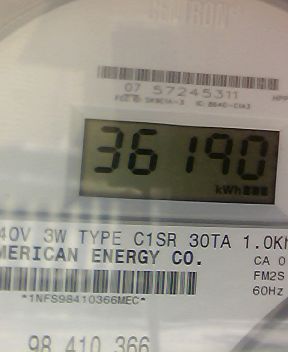 07 57245311
36190
kWh
40V 3W TYPE C1SR 30TA 1.0Kh
MERICAN ENERGY CO.
CA 0
FM2S
60Hz
*1NFS98410366MEC*
98 410 366